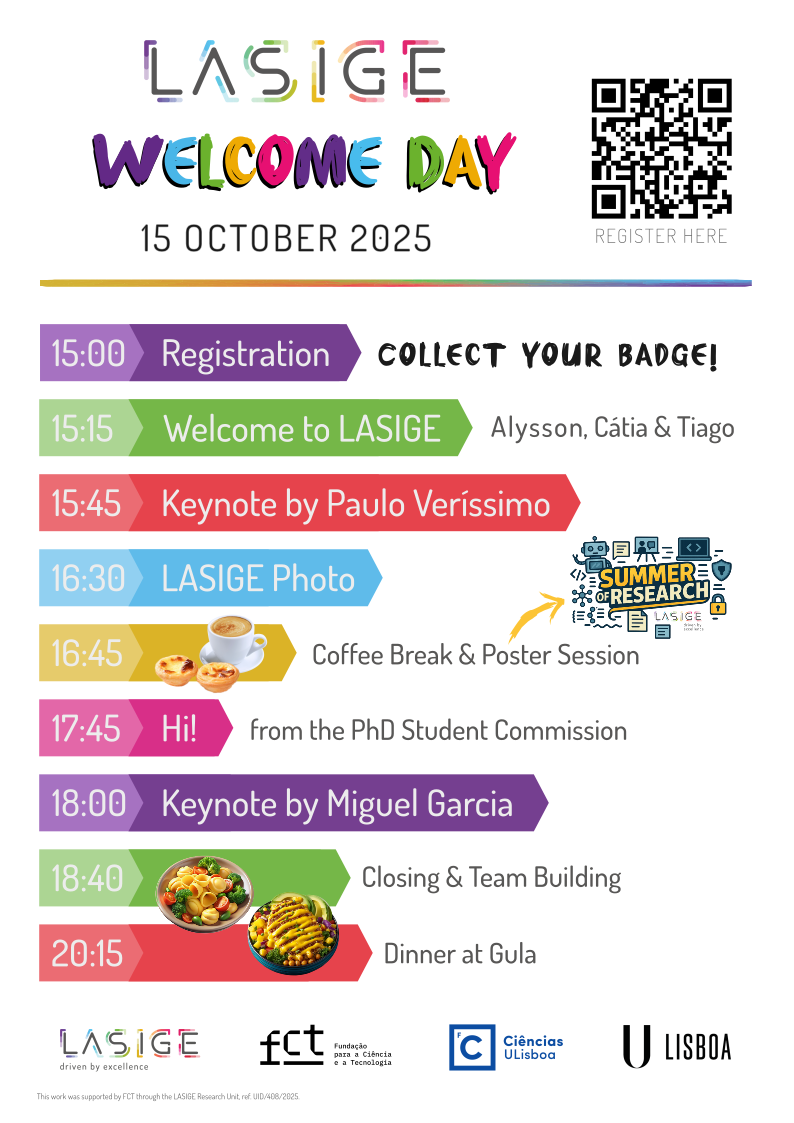 LASIGE
WELCOME DAY
15 OCTOBER 2025
REGISTER HERE
15:00 Registration COLLECT YOUR BADGE!
15:15 Welcome to LASIGE Alysson, Cátia & Tiago
15:45 Keynote by Paulo Veríssimo
16:30 LASIGE Photo
SUMMER
OF RESEARCH
LASIGE
driven by
excellence
16:45 Coffee Break & Poster Session
17:45 Hi! from the PhD Student Commission
18:00 Keynote by Miguel Garcia
18:40 Closing & Team Building
20:15 Dinner at Gula
LASIGE
driven by excellence
fct
Fundação
para a Ciência
e a Tecnologia
F C
Ciências
ULisboa
U LISBOA
This work was supported by FCT through the LASIGE Research Unit, ref. UID/408/2025.